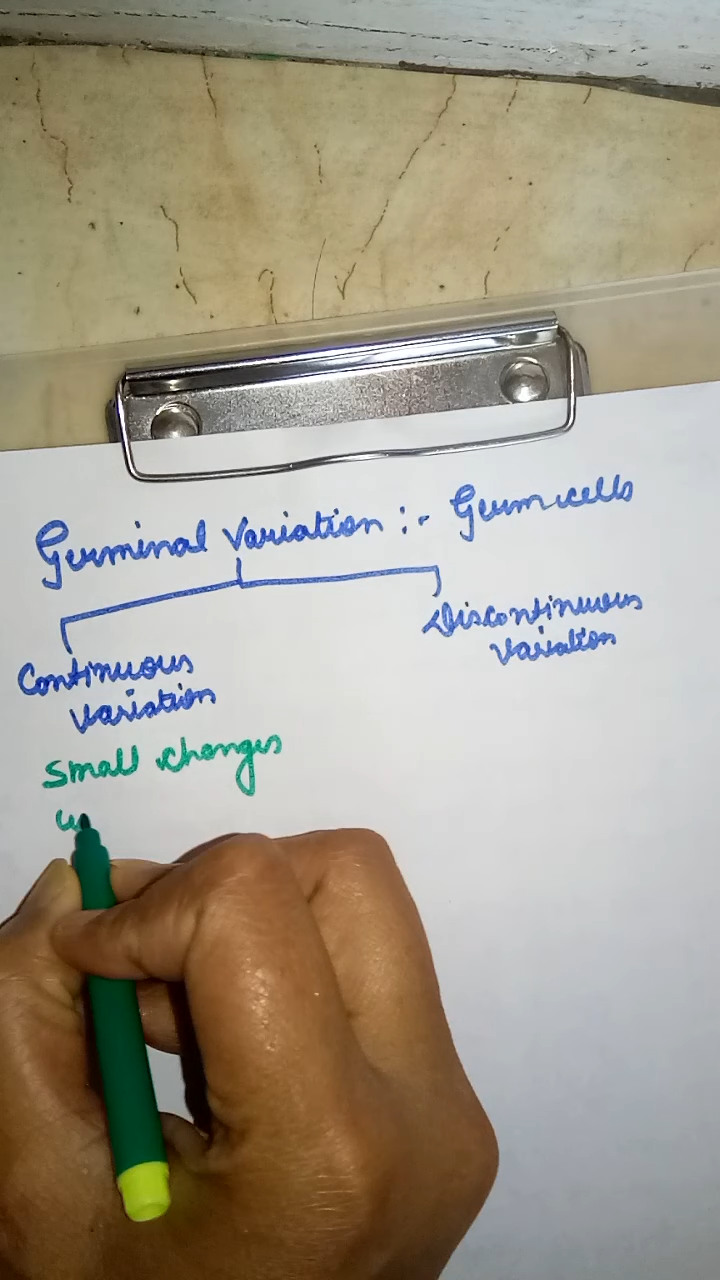 Germinal Variation :- Germ cells
Continuous
Variation
Discontinuous
Variation
Small changes